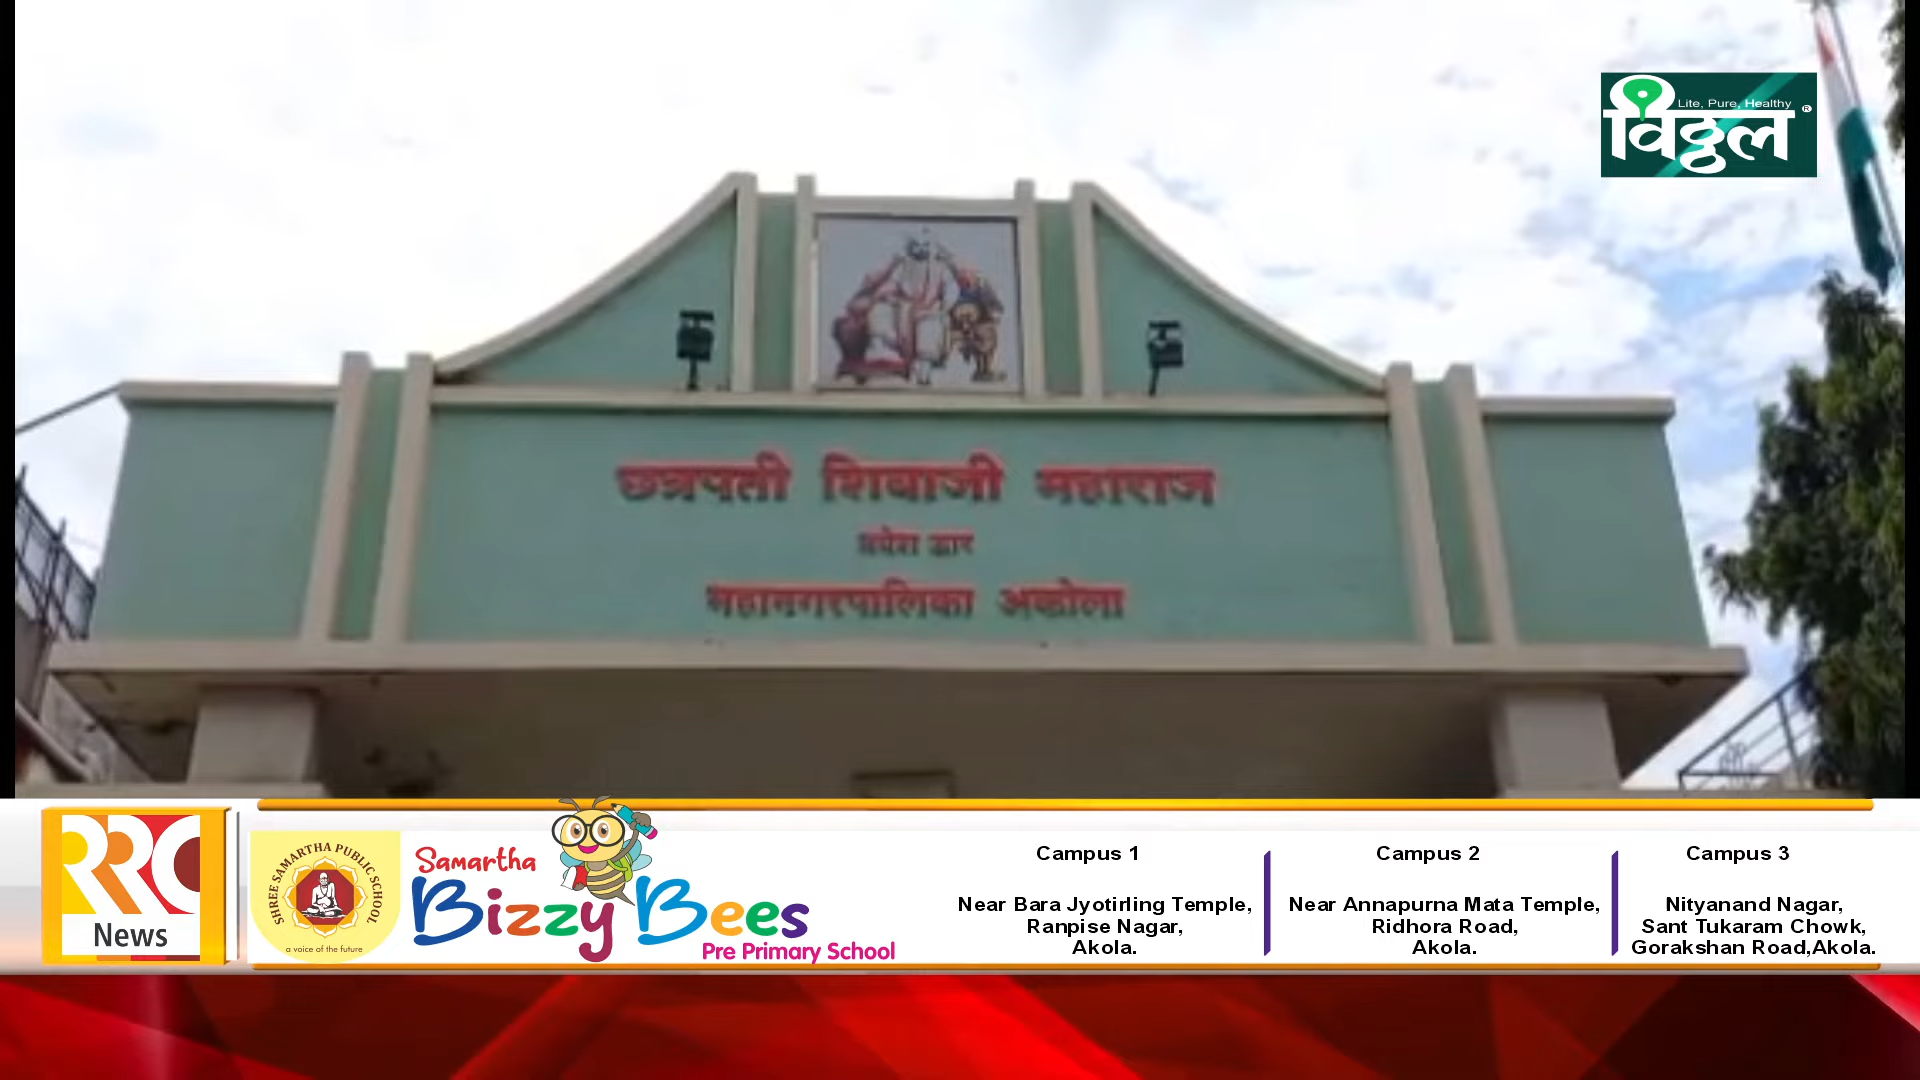 Lite, Pure, Healthy
विठ्ठल
छत्रपती शिवाजी महाराज
प्रवेश द्वार
महानगरपालिका अकोला
RRC
News
SHREE SAMARTHA PUBLIC SCHOOL
a voice of the future
Samartha
Bizzy Bees
Pre Primary School
Campus 1
Near Bara Jyotirling Temple,
Ranpise Nagar,
Akola.
Campus 2
Near Annapurna Mata Temple,
Ridhora Road,
Akola.
Campus 3
Nityanand Nagar,
Sant Tukaram Chowk,
Gorakshan Road,Akola.